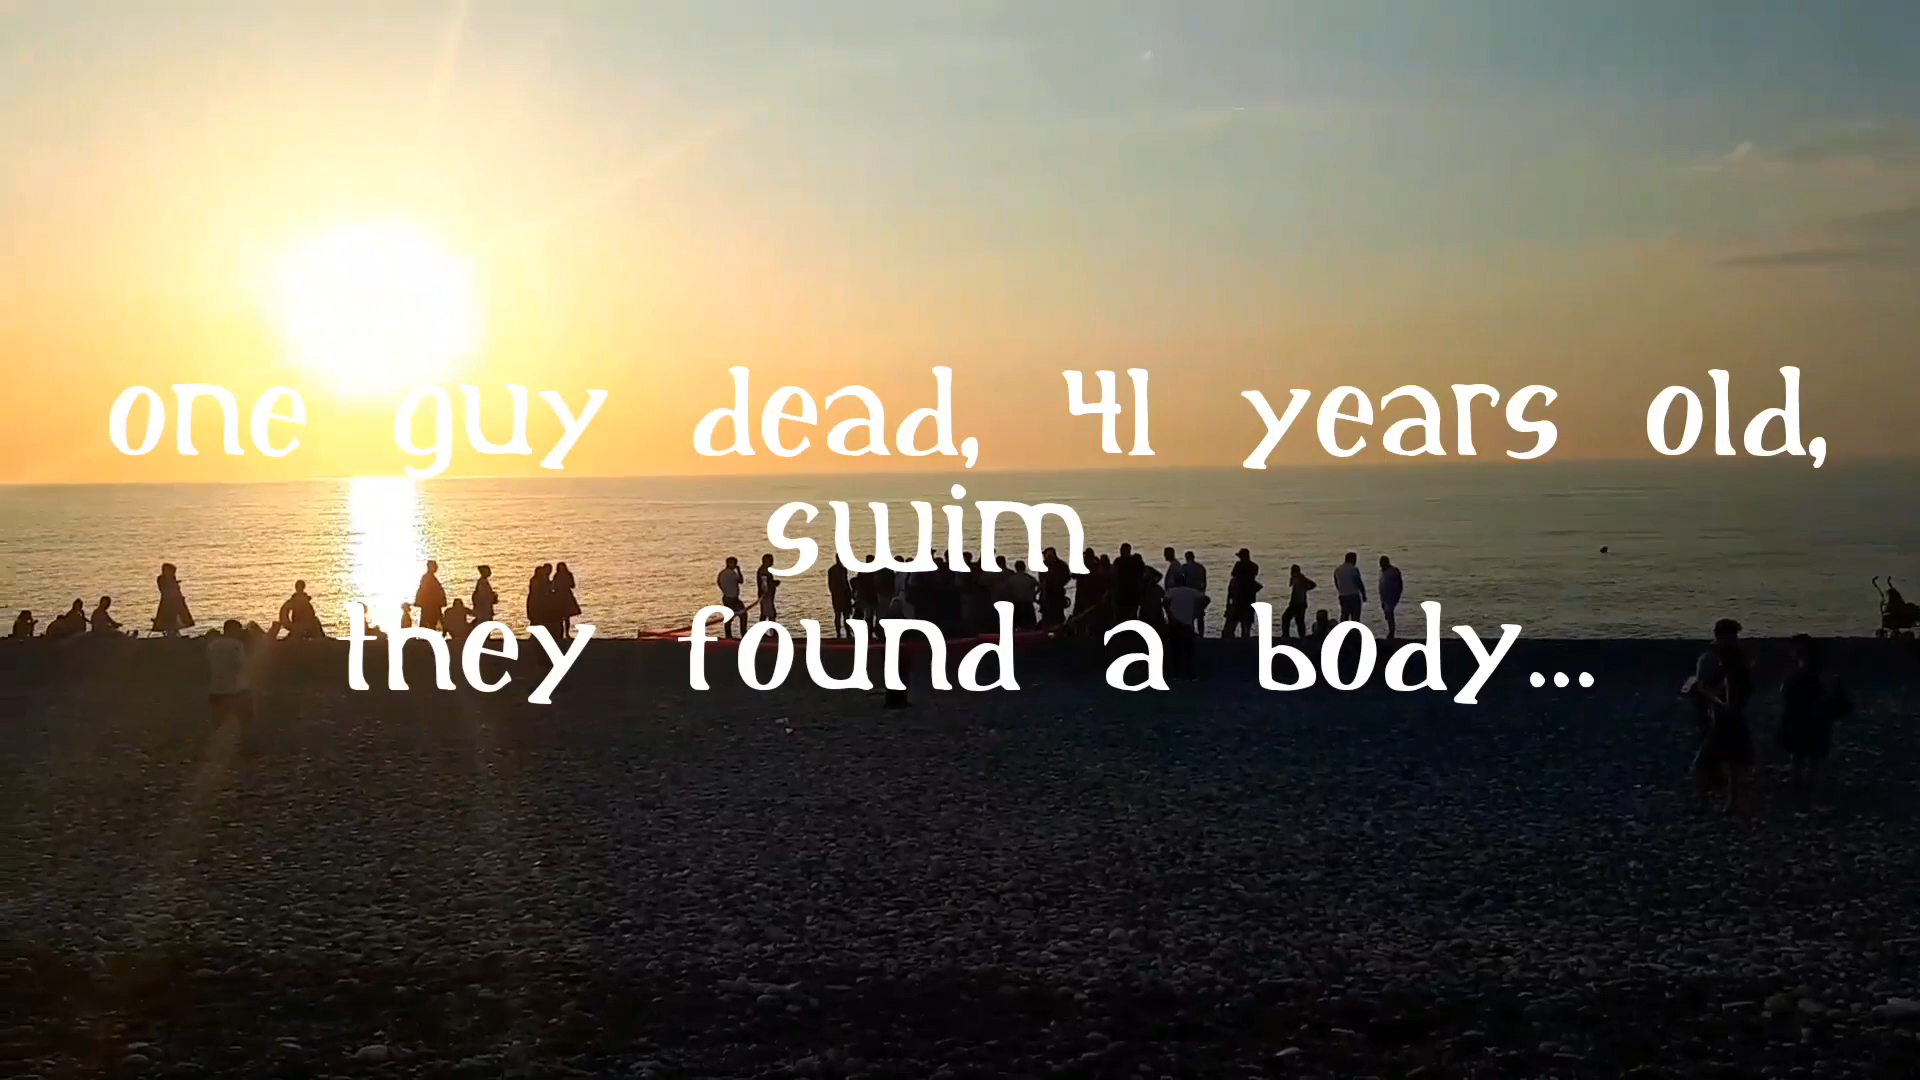 one guy dead, 41 years old,
swim
they found a body...